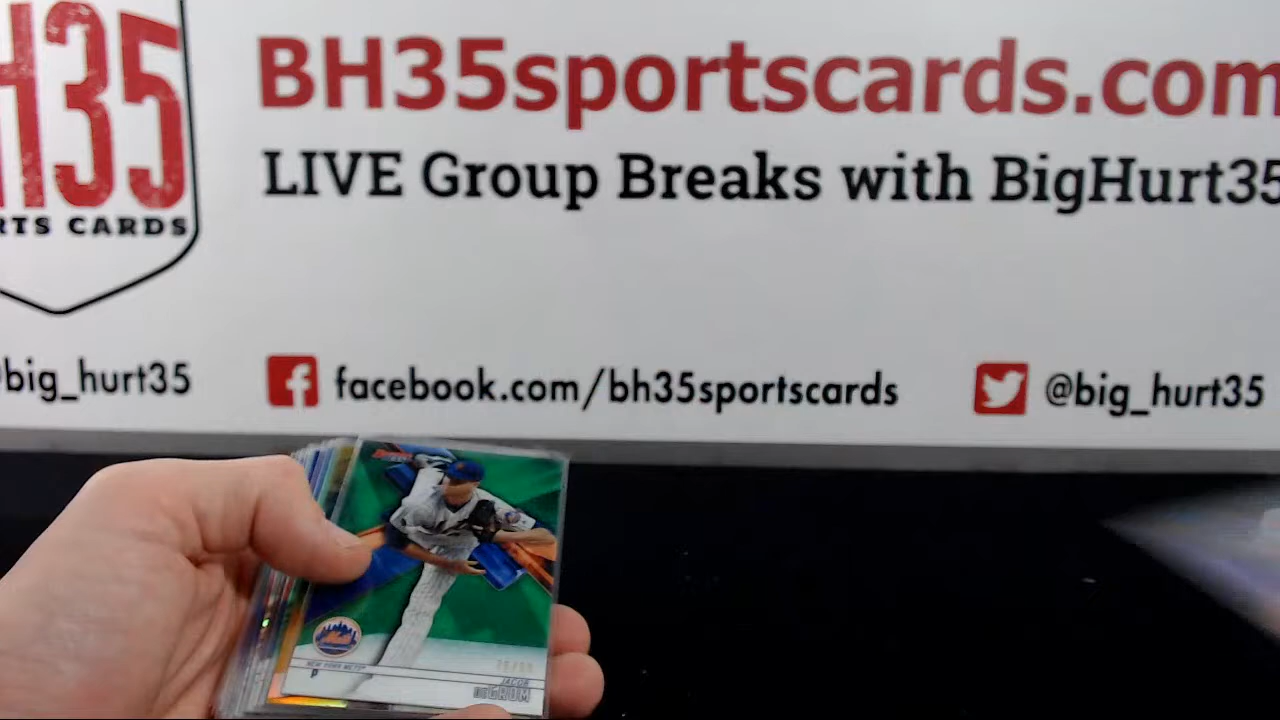 H35
RTS CARDS
BH35sportscards.com
LIVE Group Breaks with BigHurt35
big_hurt35
facebook.com/bh35sportscards
@big_hurt35
NEW YORK METS
P
JACOB
DEGROM